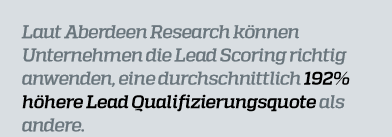 Laut Aberdeen Research können
Unternehmen die Lead Scoring richtig
anwenden, eine durchschnittlich 192%
höhere Lead Qualifizierungsquote als
andere.